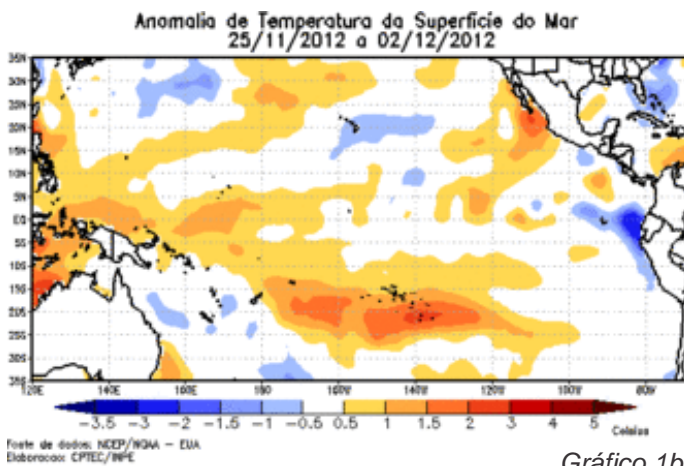 Anomalia de Temperatura da Superfície do Mar
25/11/2012 a 02/12/2012
35N
30N
25N
20N
15N
10N
5N
EQ
5S
10S
15S
20S
25S
30S
35S
120E 140E 160E 180 160W 140W 120W 100W 80W
-3.5 -3 -2 -1.5 -1 -0.5 0.5 1 1.5 2 3 4 5
Celsius
Fonte de dados: NCEP/NOAA - EUA
Elaboracao: CPTEC/INPE
Gráfico 1b